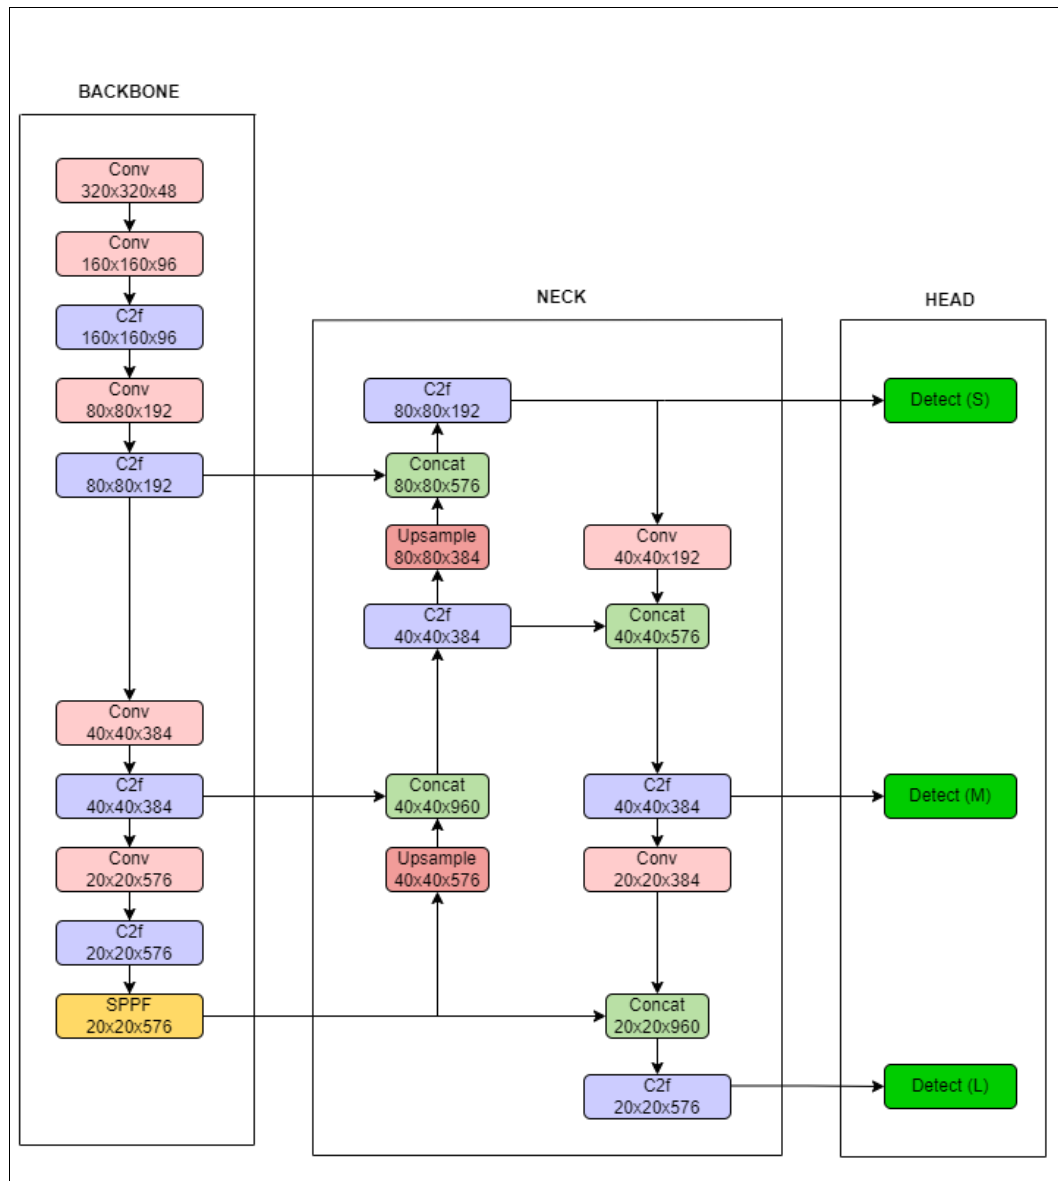 BACKBONE
Conv
320x320x48
Conv
160x160x96
C2f
160x160x96
Conv
80x80x192
C2f
80x80x192
Conv
40x40x384
C2f
40x40x384
Conv
20x20x576
C2f
20x20x576
SPPF
20x20x576
NECK
C2f
80x80x192
Concat
80x80x576
Upsample
80x80x384
C2f
40x40x384
Concat
40x40x960
Upsample
40x40x576
Conv
40x40x192
Concat
40x40x576
C2f
40x40x384
Conv
20x20x384
Concat
20x20x960
C2f
20x20x576
HEAD
Detect (S)
Detect (M)
Detect (L)